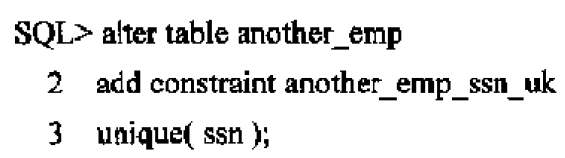 SQL> alter table another_emp
2 add constraint another_emp_ssn_uk
3 unique( ssn );